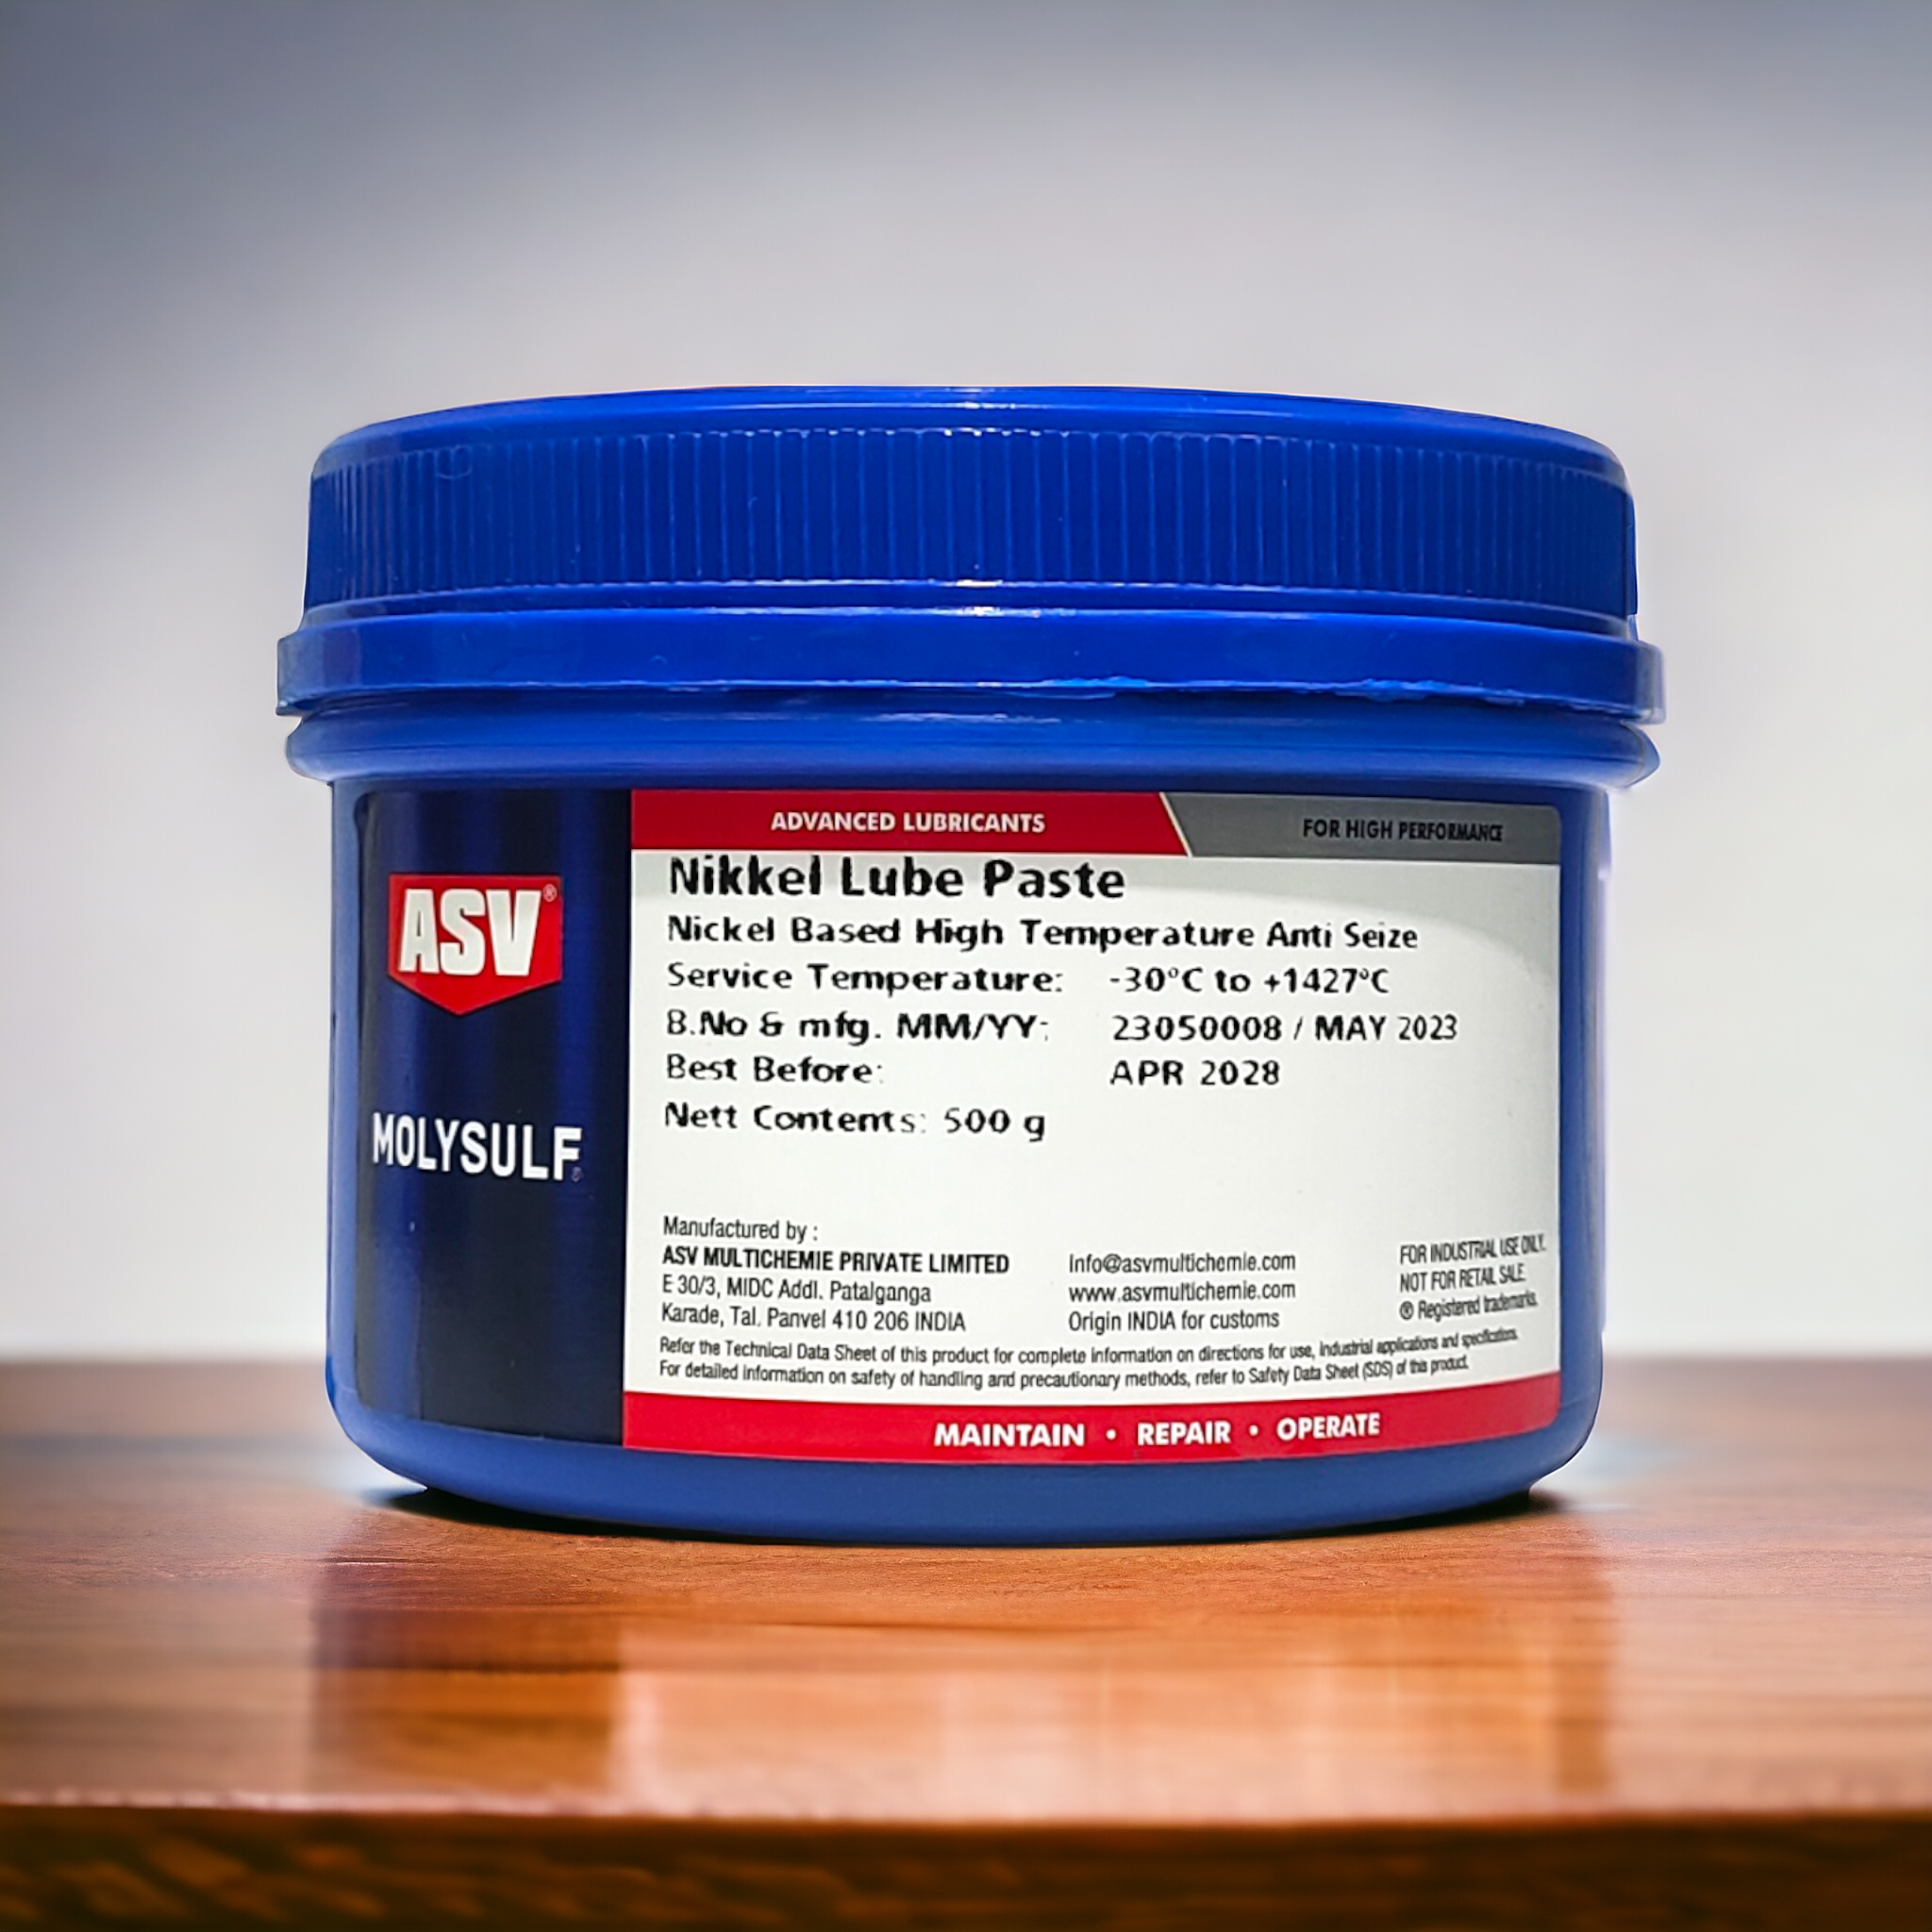 ADVANCED LUBRICANTS
FOR HIGH PERFORMANCE
ASV®
MOLYSULF
Nikkel Lube Paste
Nickel Based High Temperature Anti Seize
Service Temperature: -30°C to +1427°C
B.No & mfg. MM/YY: 23050008 / MAY 2023
Best Before: APR 2028
Nett Contents: 500 g
Manufactured by :
ASV MULTICHEMIE PRIVATE LIMITED
E 30/3, MIDC Addl. Patalganga
Karade, Tal. Panvel 410 206 INDIA
Info@asvmultichemie.com
www.asvmultichemie.com
Origin INDIA for customs
FOR INDUSTRIAL USE ONLY.
NOT FOR RETAIL SALE.
® Registered trademarks.
Refer the Technical Data Sheet of this product for complete information on directions for use, industrial applications and specifications.
For detailed information on safety of handling and precautionary methods, refer to Safety Data Sheet (SDS) of this product.
MAINTAIN • REPAIR • OPERATE